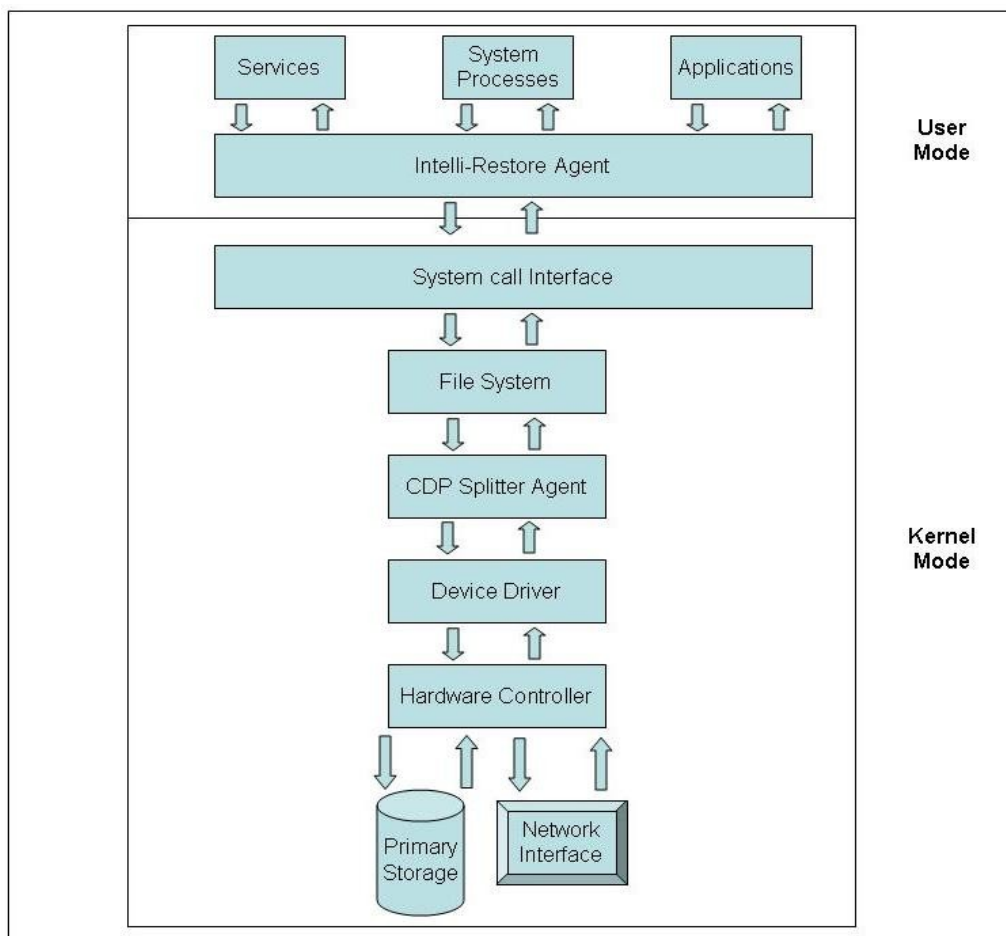 Services
System
Processes
Applications
User
Mode
Intelli-Restore Agent
System call Interface
File System
CDP Splitter Agent
Kernel
Mode
Device Driver
Hardware Controller
Primary
Storage
Network
Interface